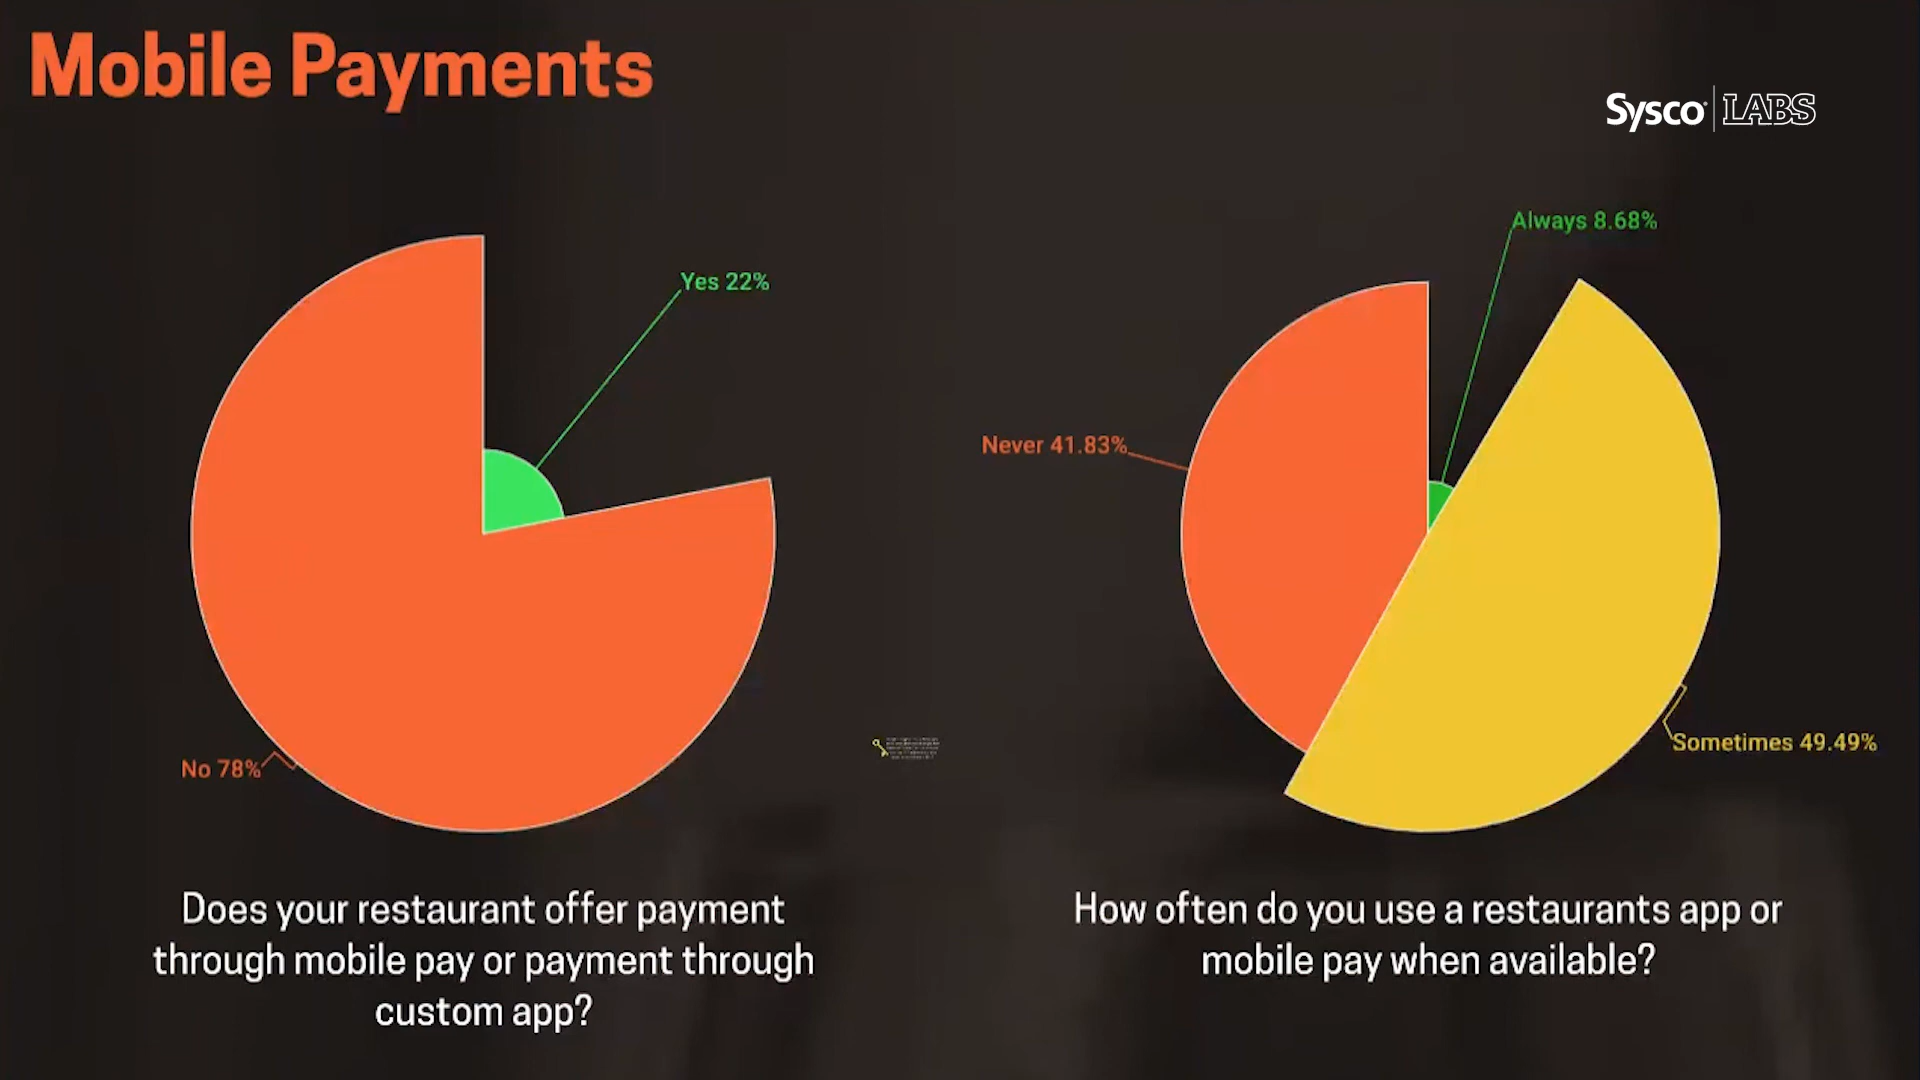 Mobile Payments
Sysco LABS
Yes 22%
No 78%
Does your restaurant offer payment
through mobile pay or payment through
custom app?
Always 8.68%
Never 41.83%
Sometimes 49.49%
How often do you use a restaurants app or
mobile pay when available?